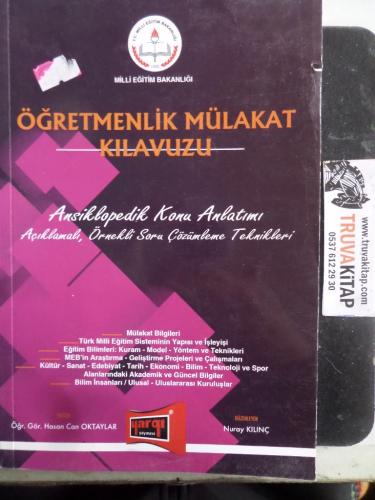 MİLLİ EĞİTİM BAKANLIĞI
ÖĞRETMENLİK MÜLAKAT
KILAVUZU
Ansiklopedik Konu Anlatımı
Açıklamalı, Örnekli Soru Çözümleme Teknikleri
Mülakat Bilgileri
Türk Milli Eğitim Sisteminin Yapısı ve İşleyişi
Eğitim Bilimleri: Kuram - Model - Yöntem ve Teknikleri
MEB'in Araştırma - Geliştirme Projeleri ve Çalışmaları
Kültür - Sanat - Edebiyat - Tarih - Ekonomi - Bilim - Teknoloji ve Spor
Alanlarındaki Akademik ve Güncel Bilgiler
Bilim İnsanları / Ulusal - Uluslararası Kuruluşlar
Öğr. Gör. Hasan Can OKTAYLAR
yargı
yayınevi
DÜZENLEYEN
Nuray KILINÇ
www.truvakitap.com
TRUVAKİTAP
0537 612 29 30